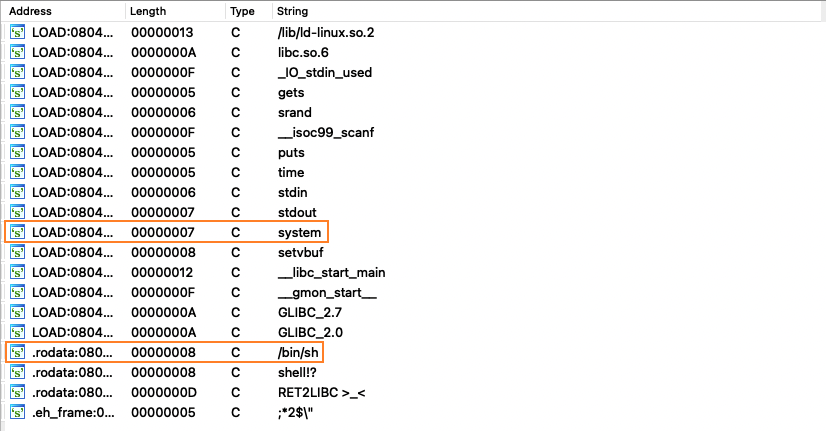 Address Length Type String
's' LOAD:0804... 00000013 C /lib/ld-linux.so.2
's' LOAD:0804... 0000000A C libc.so.6
's' LOAD:0804... 0000000F C _IO_stdin_used
's' LOAD:0804... 00000005 C gets
's' LOAD:0804... 00000006 C srand
's' LOAD:0804... 0000000F C __isoc99_scanf
's' LOAD:0804... 00000005 C puts
's' LOAD:0804... 00000005 C time
's' LOAD:0804... 00000006 C stdin
's' LOAD:0804... 00000007 C stdout
's' LOAD:0804... 00000007 C system
's' LOAD:0804... 00000008 C setvbuf
's' LOAD:0804... 00000012 C __libc_start_main
's' LOAD:0804... 0000000F C __gmon_start__
's' LOAD:0804... 0000000A C GLIBC_2.7
's' LOAD:0804... 0000000A C GLIBC_2.0
's' .rodata:080... 00000008 C /bin/sh
's' .rodata:080... 00000008 C shell!?
's' .rodata:080... 0000000D C RET2LIBC >_<
's' .eh_frame:0... 00000005 C ;*2$\"